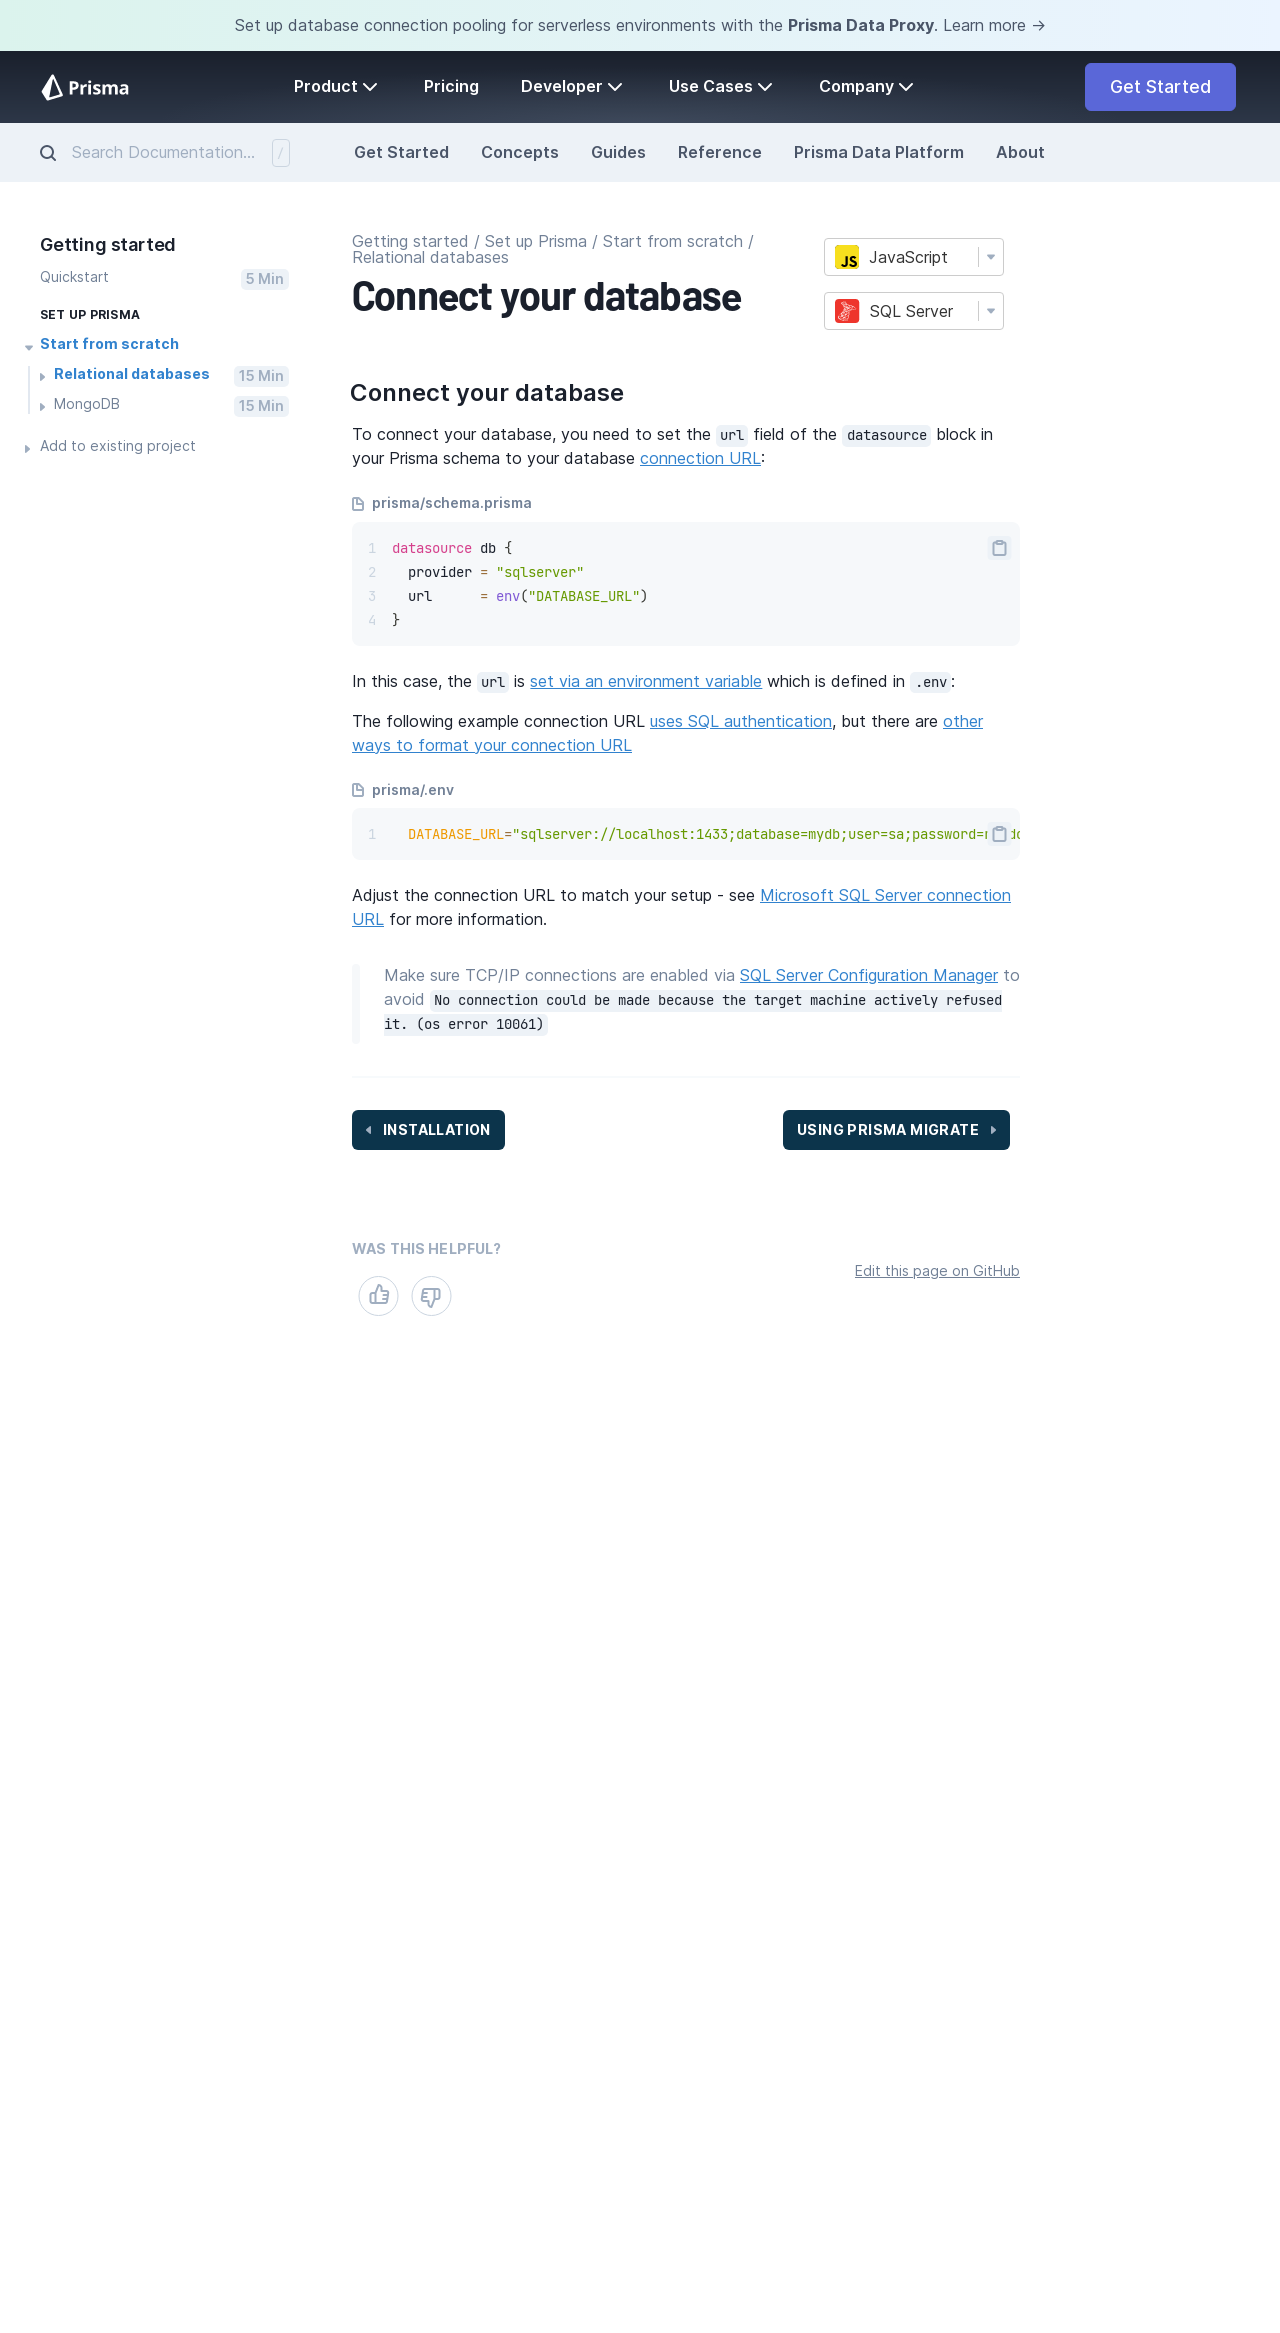 Set up database connection pooling for serverless environments with the Prisma Data Proxy. Learn more →
Prisma
Product
Pricing
Developer
Use Cases
Company
Get Started
Search Documentation... /
Get Started
Concepts
Guides
Reference
Prisma Data Platform
About
Getting started
Quickstart 5 Min
SET UP PRISMA
Start from scratch
Relational databases 15 Min
MongoDB 15 Min
Add to existing project
Getting started / Set up Prisma / Start from scratch /
Relational databases
Connect your database
JS JavaScript
SQL Server
Connect your database
To connect your database, you need to set the url field of the datasource block in
your Prisma schema to your database connection URL:
prisma/schema.prisma
1 datasource db {
2 provider = "sqlserver"
3 url = env("DATABASE_URL")
4 }
In this case, the url is set via an environment variable which is defined in .env:
The following example connection URL uses SQL authentication, but there are other
ways to format your connection URL
prisma/.env
1 DATABASE_URL="sqlserver://localhost:1433;database=mydb;user=sa;
Adjust the connection URL to match your setup - see Microsoft SQL Server connection
URL for more information.
Make sure TCP/IP connections are enabled via SQL Server Configuration Manager to
avoid No connection could be made because the target machine actively refused
it. (os error 10061)
INSTALLATION
USING PRISMA MIGRATE
WAS THIS HELPFUL?
Edit this page on GitHub